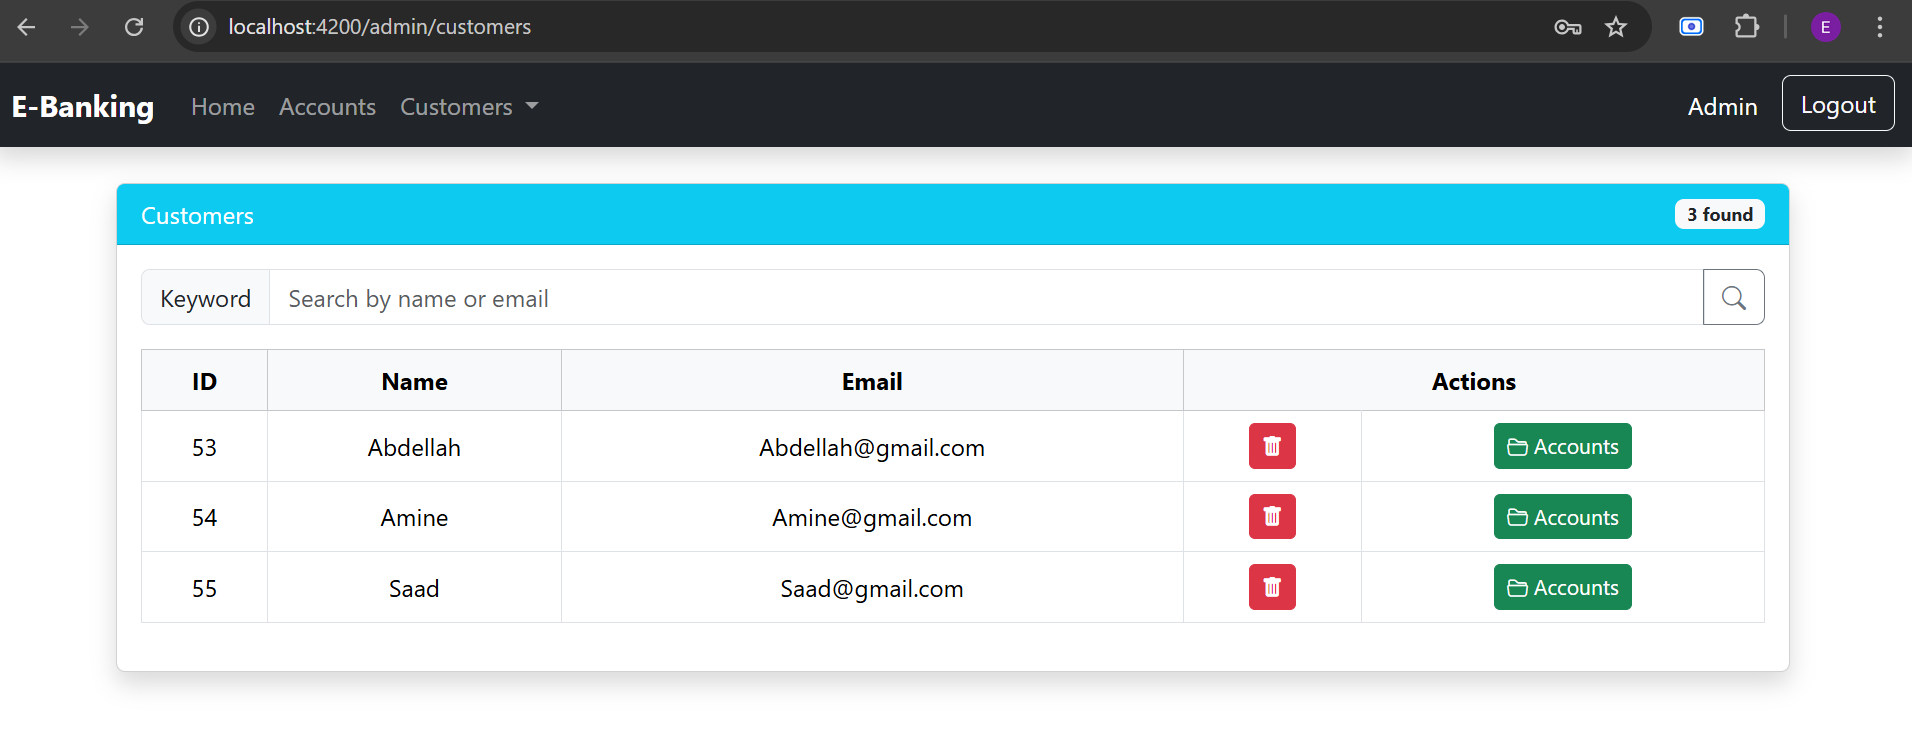 localhost:4200/admin/customers
E
E-Banking Home Accounts Customers Admin Logout
Customers 3 found
Keyword Search by name or email
ID Name Email Actions
53 Abdellah Abdellah@gmail.com Accounts
54 Amine Amine@gmail.com Accounts
55 Saad Saad@gmail.com Accounts